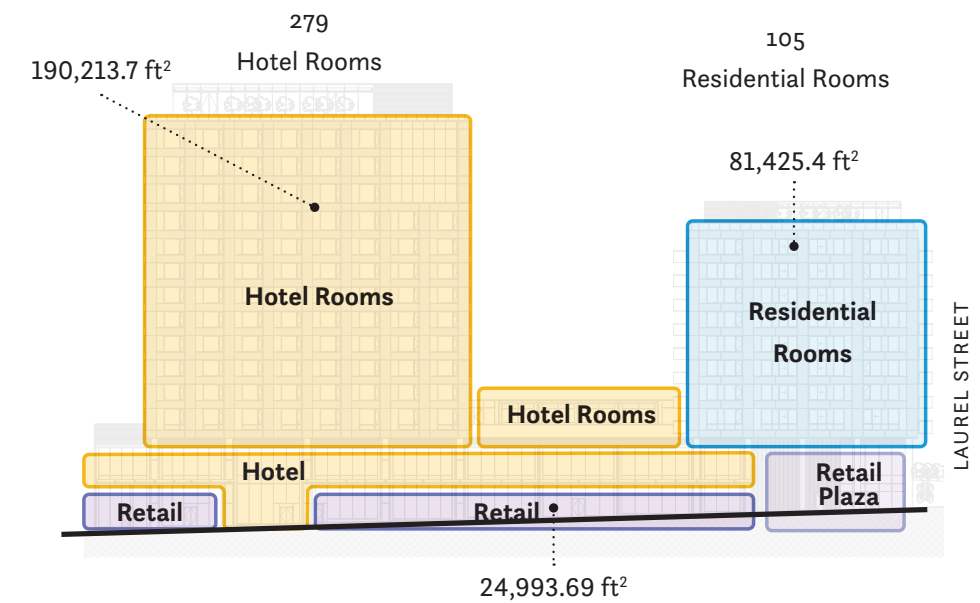 279
Hotel Rooms
190,213.7 ft²
105
Residential Rooms
81,425.4 ft²
Hotel Rooms
Residential
Rooms
LAUREL STREET
Hotel Rooms
Hotel
Retail
Plaza
Retail
Retail
24,993.69 ft²